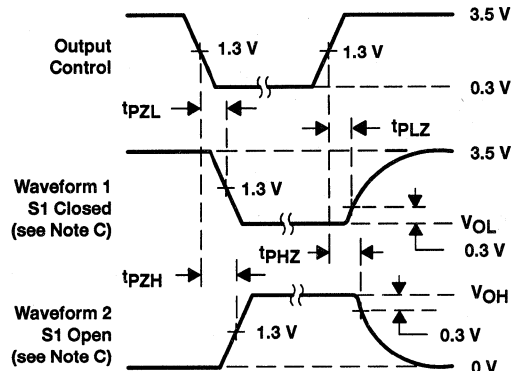 3.5 V
Output
Control
1.3 V
1.3 V
0.3 V
tPZL
tPLZ
3.5 V
Waveform 1
S1 Closed
(see Note C)
1.3 V
VOL
0.3 V
tPHZ
tPZH
VOH
Waveform 2
S1 Open
(see Note C)
1.3 V
0.3 V
0 V